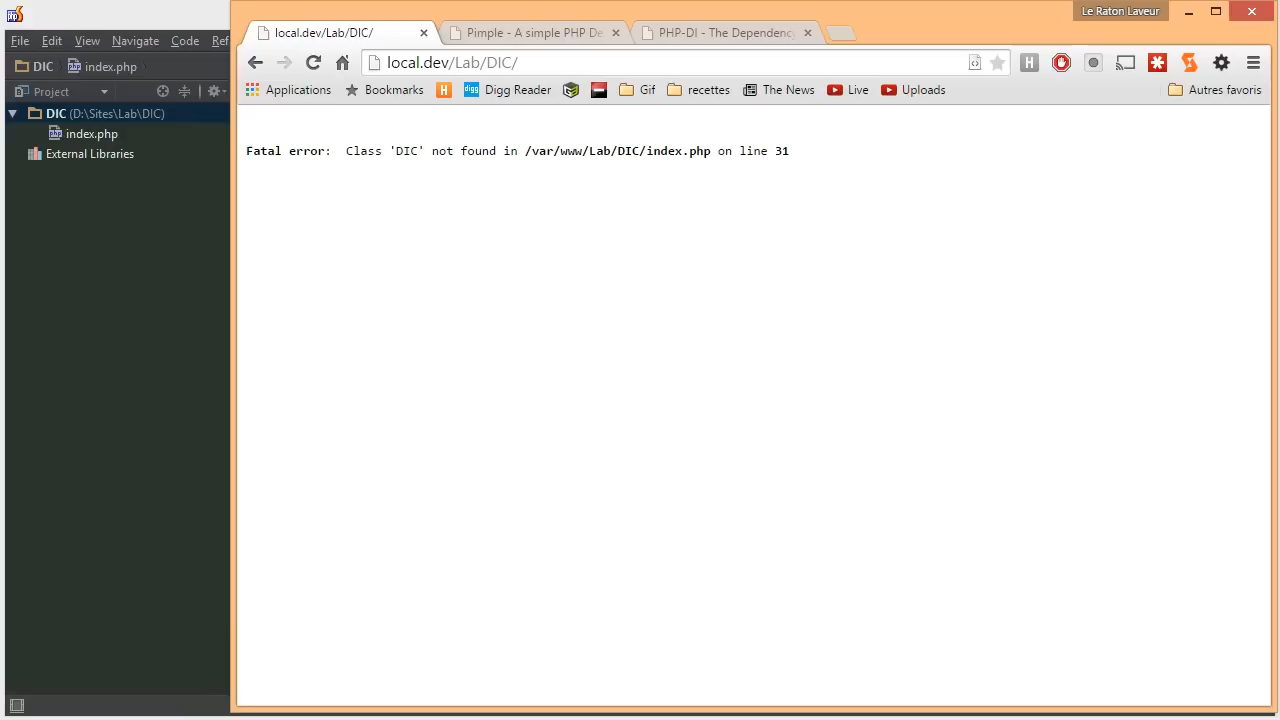 Le Raton Laveur
local.dev/Lab/DIC/
Pimple - A simple PHP De
PHP-DI - The Dependency
File Edit View Navigate Code Ref
DIC index.php
local.dev/Lab/DIC/
Project
Applications Bookmarks Digg Reader Gif recettes The News Live Uploads Autres favoris
DIC (D:\Sites\Lab\DIC)
index.php
External Libraries
Fatal error: Class 'DIC' not found in /var/www/Lab/DIC/index.php on line 31